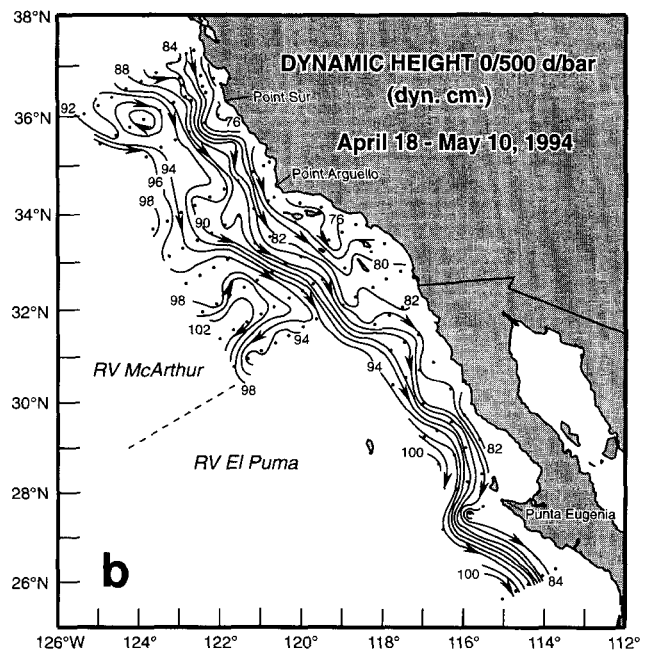 38°N
84
DYNAMIC HEIGHT 0/500 d/bar
88
(dyn. cm.)
92
Point Sur
36°N
76
April 18 - May 10, 1994
94
Point Arguello
96
98
34°N
90
76
82
80
98
82
32°N
102
94
94
RV McArthur
98
30°N
100
82
RV El Puma
28°N
Punta Eugenia
b
100
84
26°N
126°W
124°
122°
120°
118°
116°
114°
112°